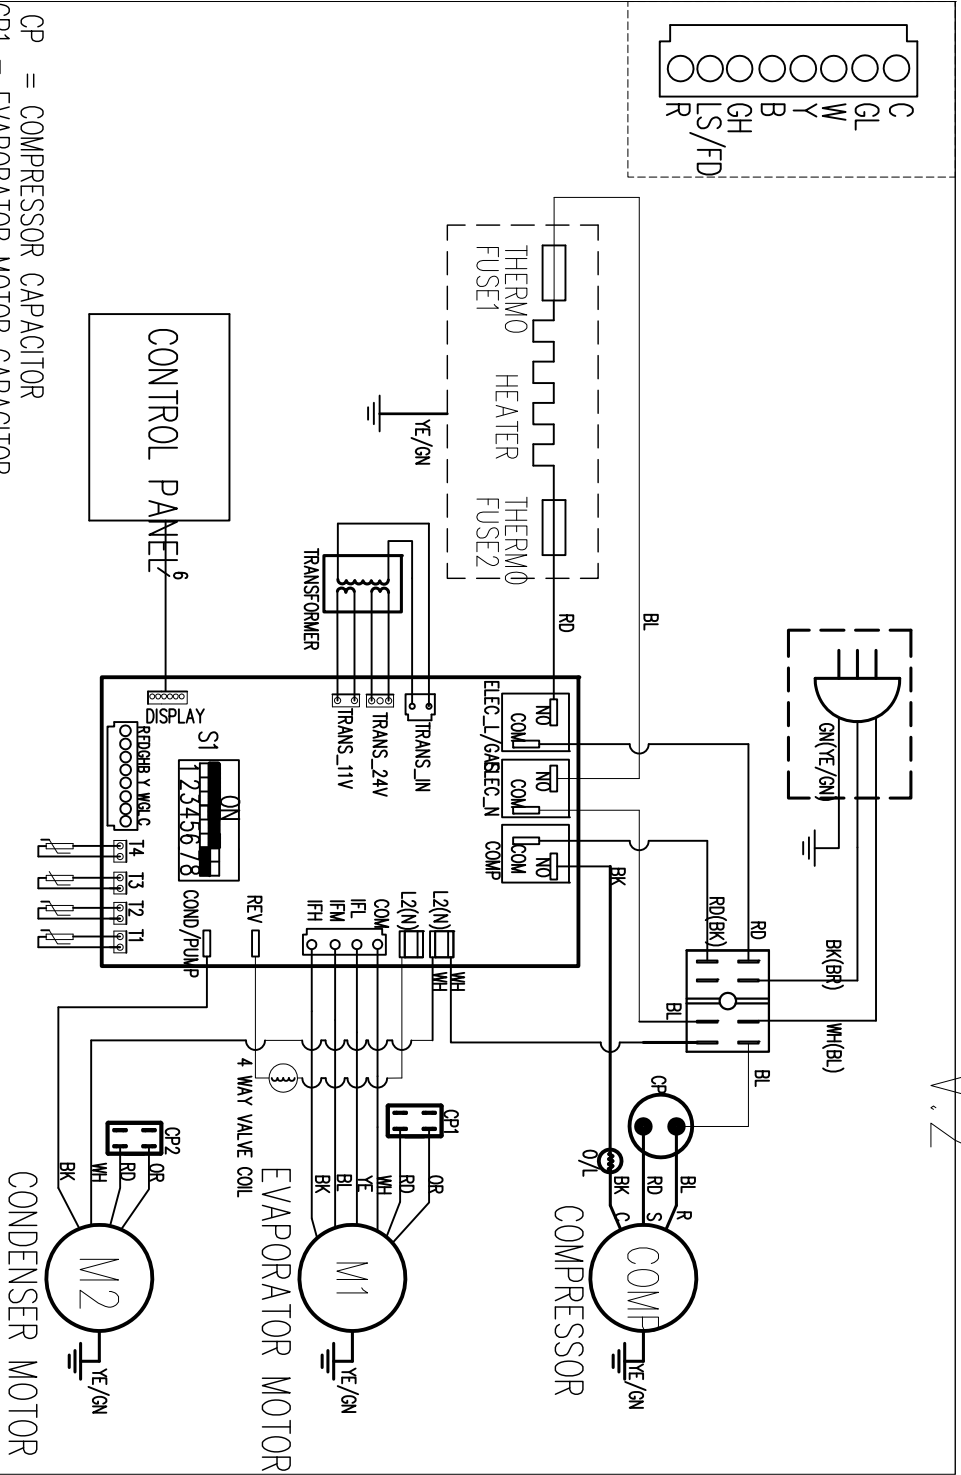 C
GL
W
Y
B
GH
LS/FD
R
CP = COMPRESSOR CAPACITOR
THERMO FUSE1
HEATER
THERMO FUSE2
YE/GN
CONTROL PANEL
6
TRANSFORMER
RD
BL
GN(YE/GN)
BK(BR)
WH(BL)
DISPLAY
TRANS_11V
TRANS_24V
TRANS_IN
ELEC_L/GAS
NO
COM
ELEC_N
NO
COM
COMP
COM
NO
S1
ON
12345678
T4
T3
T2
T1
COND/PUMP
REV
IFH
IFM
IFL
COM
L2(N)
L2(N)
WH
WH
BK
RD(BK)
RD
BL
BL
CP
O/L
BK
RD
BL
C
S
R
COMP
COMPRESSOR
YE/GN
4 WAY VALVE COIL
CP1
BK
BL
YE
WH
RD
OR
M1
EVAPORATOR MOTOR
YE/GN
CP2
BK
WH
RD
OR
M2
CONDENSER MOTOR
YE/GN